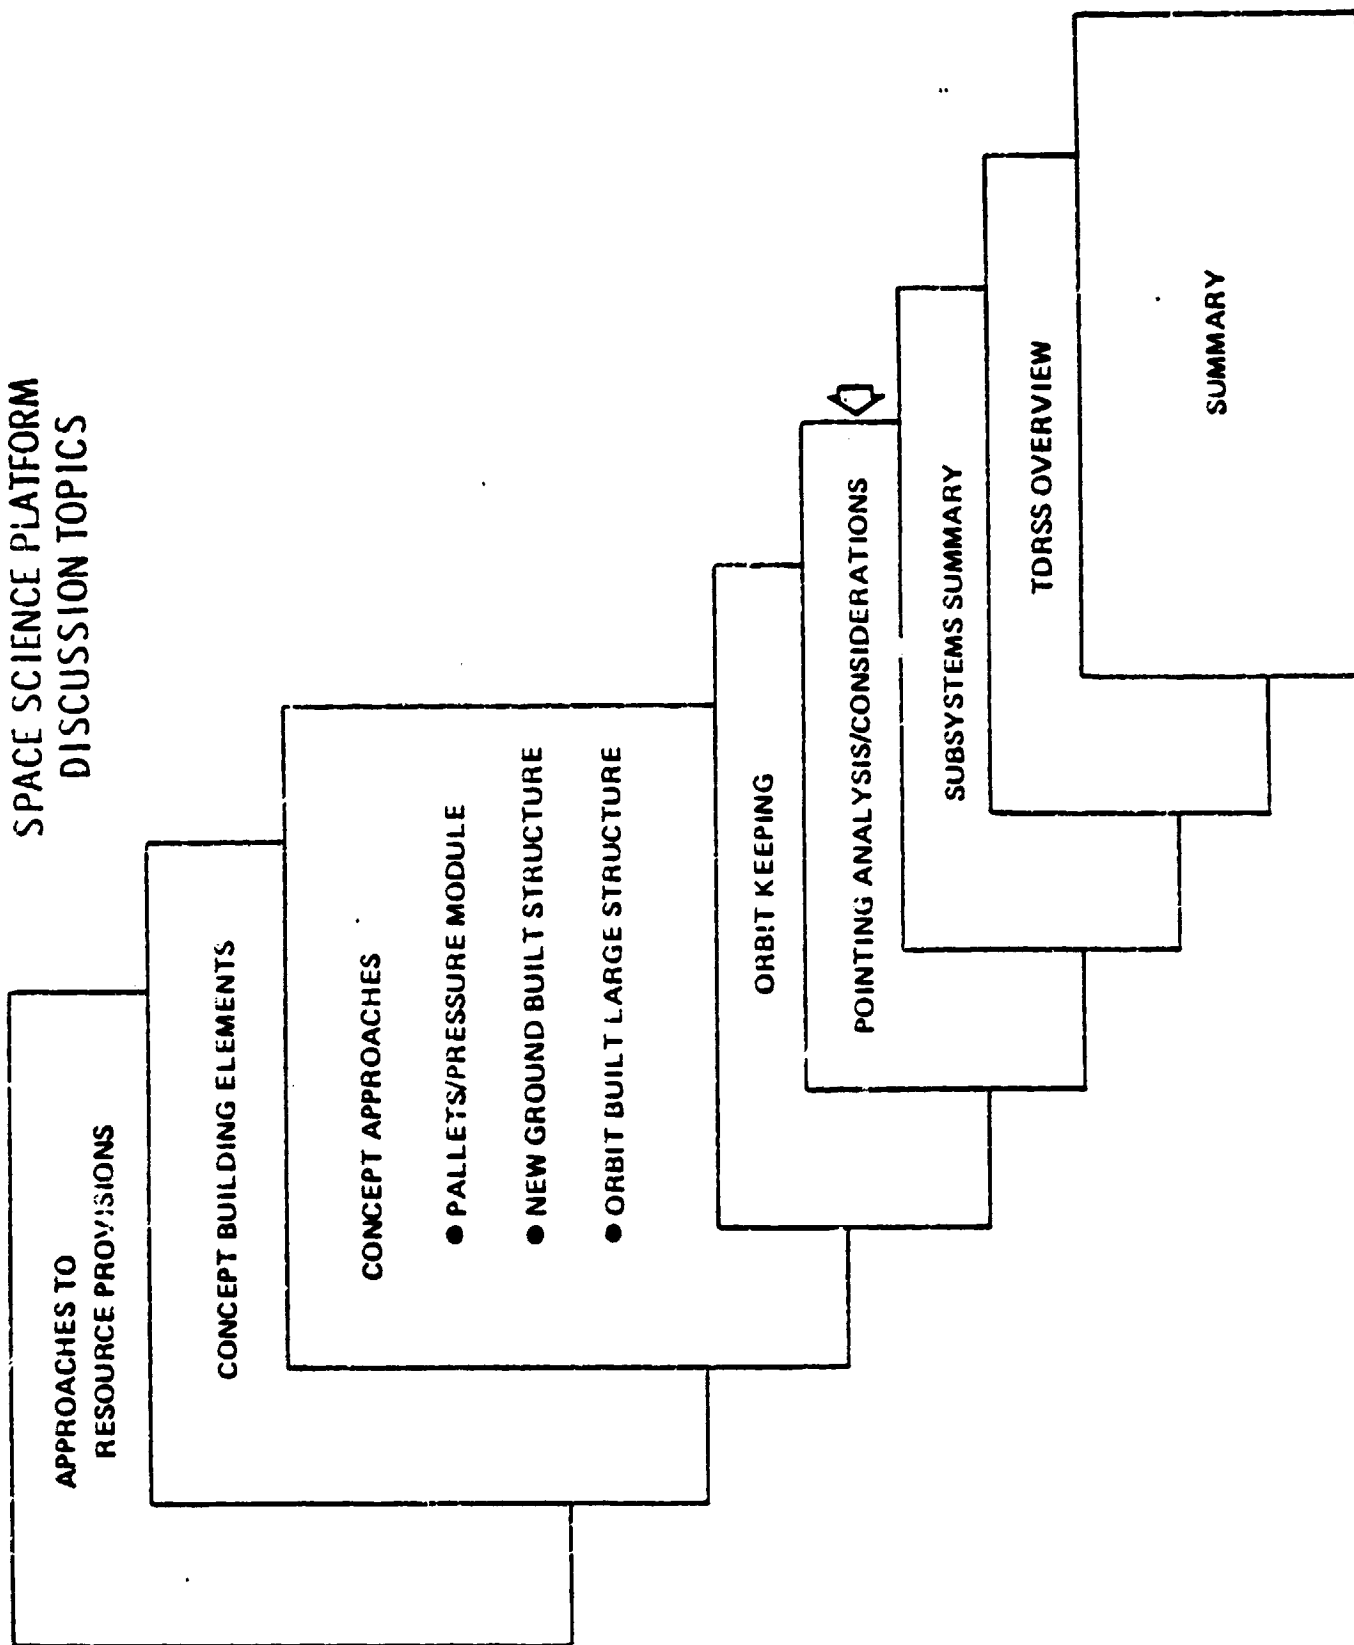 SPACE SCIENCE PLATFORM
DISCUSSION TOPICS
APPROACHES TO
RESOURCE PROVISIONS
CONCEPT BUILDING ELEMENTS
CONCEPT APPROACHES
● PALLETS/PRESSURE MODULE
● NEW GROUND BUILT STRUCTURE
● ORBIT BUILT LARGE STRUCTURE
ORBIT KEEPING
POINTING ANALYSIS/CONSIDERATIONS
SUBSYSTEMS SUMMARY
TDRSS OVERVIEW
SUMMARY